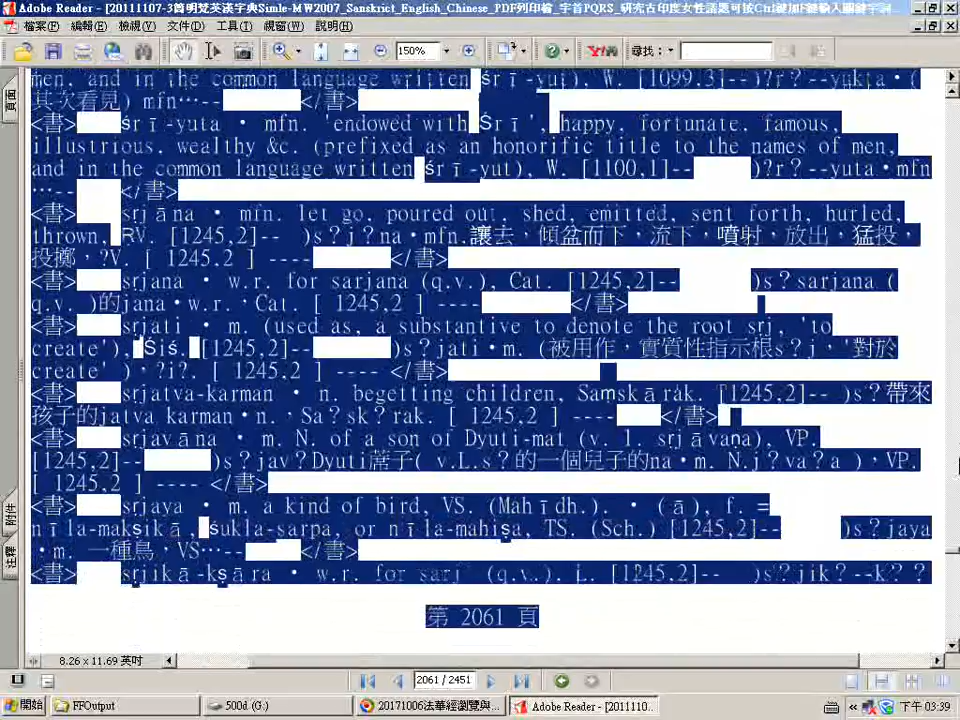 Adobe Reader - [20111107-3簡明梵英漢字典Simle-MW2007_Sanskrict_English_Chinese_PDF列印檔_字首PQRS_研究古印度女性議題可按Ctrl鍵加F鍵輸入關鍵字詞
檔案(F) 編輯(E) 檢視(V) 文件(D) 工具(T) 視窗(W) 說明(H)
150% 尋找：
頁面
men, and in the common language written śrī-yut), W. [1099,3]--)?r?--yukta‧(
其次看見) mfn…-- </書>
<書> śrī-yuta ‧ mfn. 'endowed with Śrī', happy, fortunate, famous,
illustrious, wealthy &c. (prefixed as an honorific title to the names of men,
and in the common language written śrī-yut), W. [1100,1]-- )?r?--yuta‧mfn
…-- </書>
<書> sṛjāna ‧ mfn. let go, poured out, shed, emitted, sent forth, hurled,
thrown, RV. [1245,2]-- )s?j?na‧mfn.讓去，傾盆而下，流下，噴射，放出，猛投，
投擲，?V. [ 1245.2 ] ---- </書>
<書> sṛjana ‧ w.r. for sarjana (q.v.), Cat. [1245,2]-- )s?sarjana (
q.v. )的jana‧w.r.，Cat. [ 1245.2 ] ---- </書>
<書> sṛjati ‧ m. (used as, a substantive to denote the root sṛj, 'to
create'), Śiś. [1245,2]-- )s?jati‧m. (被用作，實質性指示根s?j，'對於
create' )，?i?. [ 1245.2 ] ---- </書>
<書> sṛjatva-karman ‧ n. begetting children, Saṃskārak. [1245,2]-- )s?帶來
孩子的jatva karman‧n.，Sa?sk?rak. [ 1245.2 ] ---- </書>
<書> sṛjavāna ‧ m. N. of a son of Dyuti-mat (v. l. sṛjāvaṇa), VP.
[1245,2]-- )s?jav?Dyuti蓆子( v.L.s?的一個兒子的na‧m. N.j?va?a )，VP.
[ 1245.2 ] ---- </書>
<書> sṛjaya ‧ m. a kind of bird, VS. (Mahīdh.). ‧ (ā), f. =
nīla-makṣikā, śukla-sarpa, or nīla-mahiṣa, TS. (Sch.) [1245,2]-- )s?jaya
‧m. 一種鳥，VS…-- </書>
<書> sṛjikā-kṣāra ‧ w.r. for sarj (q.v.). L. [1245,2]-- )s?jik?--k??
第 2061 頁
附件
註釋
8.26 x 11.69 英吋
2061 / 2451
開始 FFOutput 500d (G:) 20171006法華經瀏覽與... Adobe Reader - [2011110... 下午 03:39